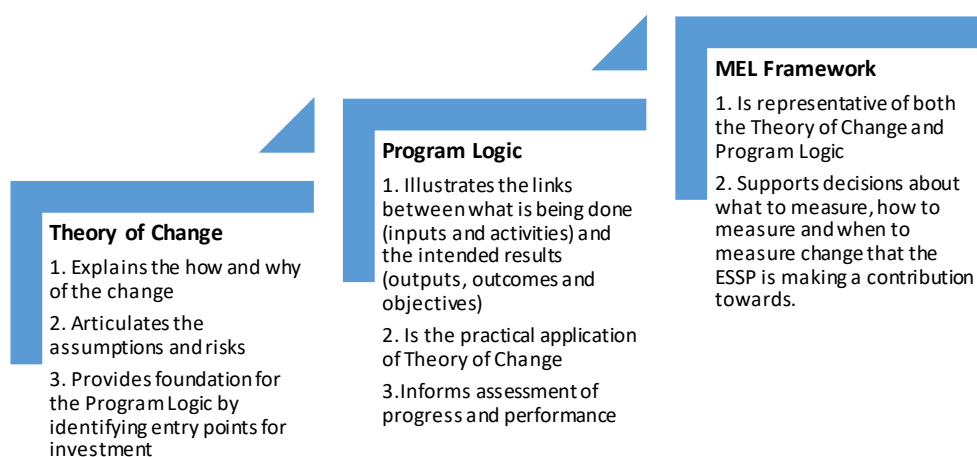 Theory of Change
1. Explains the how and why
of the change
2. Articulates the
assumptions and risks
3. Provides foundation for
the Program Logic by
identifying entry points for
investment
Program Logic
1. Illustrates the links
between what is being done
(inputs and activities) and
the intended results
(outputs, outcomes and
objectives)
2. Is the practical application
of Theory of Change
3.Informs assessment of
progress and performance
MEL Framework
1. Is representative of both
the Theory of Change and
Program Logic
2. Supports decisions about
what to measure, how to
measure and when to
measure change that the
ESSP is making a contribution
towards.